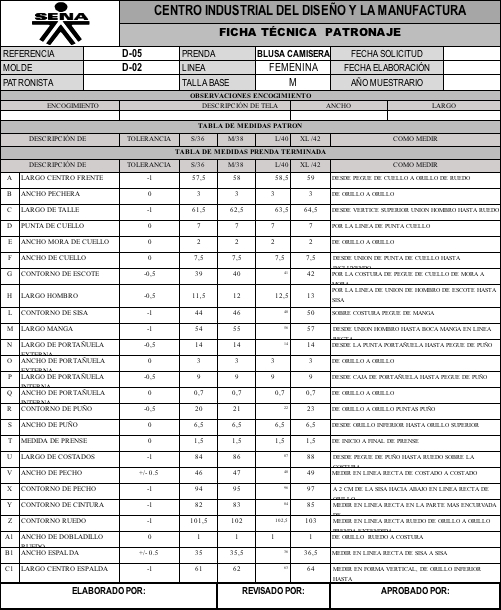 SENA
CENTRO INDUSTRIAL DEL DISEÑO Y LA MANUFACTURA
FICHA TÉCNICA PATRONAJE
REFERENCIA D-05 PRENDA BLUSA CAMISERA FECHA SOLICITUD
MOLDE D-02 LINEA FEMENINA FECHA ELABORACIÓN
PATRONISTA TALLA BASE M AÑO MUESTRARIO
OBSERVACIONES ENCOGIMIENTO
ENCOGIMIENTO DESCRIPCIÓN DE TELA ANCHO LARGO
TABLA DE MEDIDAS PATRON
DESCRIPCIÓN DE TOLERANCIA S/36 M/38 L/40 XL /42 COMO MEDIR
TABLA DE MEDIDAS PRENDA TERMINADA
DESCRIPCIÓN DE TOLERANCIA S/36 M/38 L/40 XL /42 COMO MEDIR
A LARGO CENTRO FRENTE -1 57,5 58 58,5 59 DESDE PEGUE DE CUELLO A ORILLO DE RUEDO
B ANCHO PECHERA 0 3 3 3 3 DE ORILLO A ORILLO
C LARGO DE TALLE -1 61,5 62,5 63,5 64,5 DESDE VERTICE SUPERIOR UNION HOMBRO HASTA RUEDO
D PUNTA DE CUELLO 0 7 7 7 7 POR LA LINEA DE PUNTA CUELLO
E ANCHO MORA DE CUELLO 0 2 2 2 2 DE ORILLO A ORILLO
F ANCHO DE CUELLO 0 7,5 7,5 7,5 7,5 DESDE UNION DE PUNTA DE CUELLO HASTA
G CONTORNO DE ESCOTE -0,5 39 40 41 42 POR LA COSTURA DE PEGUE DE CUELLO DE MORA A MORA
H LARGO HOMBRO -0,5 11,5 12 12,5 13 POR LA LINEA DE UNION DE HOMBRO DE ESCOTE HASTA SISA
L CONTORNO DE SISA -1 44 46 48 50 SOBRE COSTURA PEGUE DE MANGA
M LARGO MANGA -1 54 55 56 57 DESDE UNION HOMBRO HASTA BOCA MANGA EN LINEA RECTA
N LARGO DE PORTAÑUELA EXTERNA -0,5 14 14 14 14 DESDE LA PUNTA PORTAÑUELA HASTA PEGUE DE PUÑO
O ANCHO DE PORTAÑUELA EXTERNA 0 3 3 3 3 DE ORILLO A ORILLO
P LARGO DE PORTAÑUELA INTERNA -0,5 9 9 9 9 DESDE CAJA DE PORTAÑUELA HASTA PEGUE DE PUÑO
Q ANCHO DE PORTAÑUELA INTERNA 0 0,7 0,7 0,7 0,7 DE ORILLO A ORILLO
R CONTORNO DE PUÑO -0,5 20 21 22 23 DE ORILLO A ORILLO PUNTAS PUÑO
S ANCHO DE PUÑO 0 6,5 6,5 6,5 6,5 DESDE ORILLO INFERIOR HASTA ORILLO SUPERIOR
T MEDIDA DE PRENSE 0 1,5 1,5 1,5 1,5 DE INICIO A FINAL DE PRENSE
U LARGO DE COSTADOS -1 84 86 87 88 DESDE PEGUE DE PUÑO HASTA RUEDO SOBRE LA COSTURA
V ANCHO DE PECHO +/- 0.5 46 47 48 49 MEDIR EN LINEA RECTA DE COSTADO A COSTADO
X CONTORNO DE PECHO -1 94 95 96 97 A 2 CM DE LA SISA HACIA ABAJO EN LINEA RECTA DE ORILLO
Y CONTORNO DE CINTURA -1 82 83 84 85 MEDIR EN LINEA RECTA EN LA PARTE MAS ENCURVADA DE
Z CONTORNO RUEDO -1 101,5 102 102,5 103 MEDIR EN LINEA RECTA RUEDO DE ORILLO A ORILLO PRENDA EXTENDIDA
A1 ANCHO DE DOBLADILLO RUEDO 0 1 1 1 1 DE ORILLO RUEDO A COSTURA
B1 ANCHO ESPALDA +/- 0.5 35 35,5 36 36,5 MEDIR EN LINEA RECTA DE SISA A SISA
C1 LARGO CENTRO ESPALDA -1 61 62 63 64 MEDIR EN FORMA VERTICAL, DE ORILLO INFERIOR HASTA
ELABORADO POR: REVISADO POR: APROBADO POR: